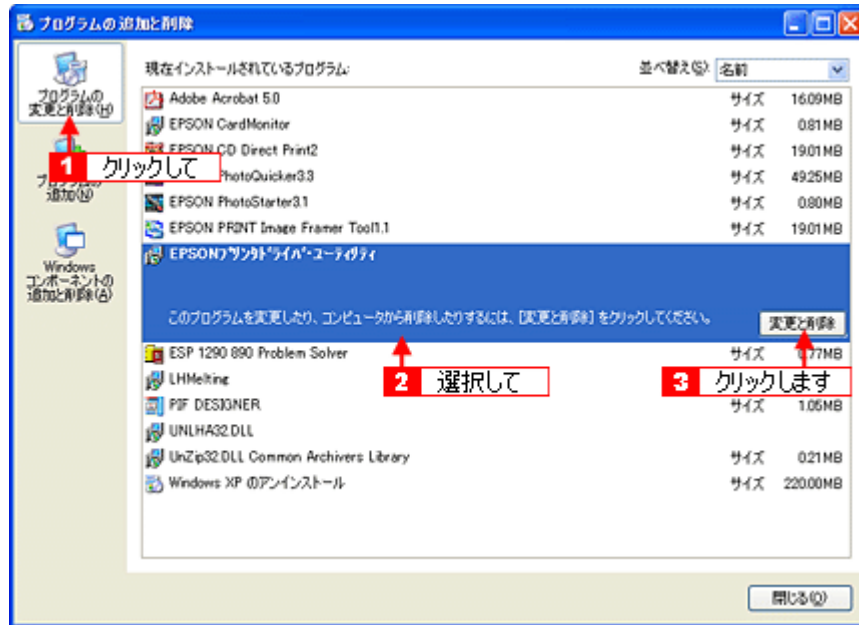 プログラムの追加と削除
プログラムの
変更と削除(H)
現在インストールされているプログラム:
並べ替え(S): 名前
Adobe Acrobat 5.0 サイズ 16.09MB
EPSON CardMonitor サイズ 0.81MB
EPSON CD Direct Print2 サイズ 19.01MB
1 クリックして
PhotoQuicker3.3 サイズ 49.25MB
追加(N)
EPSON PhotoStarter3.1 サイズ 0.80MB
EPSON PRINT Image Framer Tool1.1 サイズ 19.01MB
Windows
コンポーネントの
追加と削除(A)
EPSONプリンタドライバ・ユーティリティ
このプログラムを変更したり、コンピュータから削除したりするには、[変更と削除] をクリックしてください。
変更と削除
ESP 1290 890 Problem Solver サイズ 0.77MB
2 選択して
3 クリックします
LHMelting
PIF DESIGNER サイズ 1.05MB
UNLHA32.DLL
UnZip32.DLL Common Archivers Library サイズ 0.21MB
Windows XP のアンインストール サイズ 220.00MB
閉じる(O)